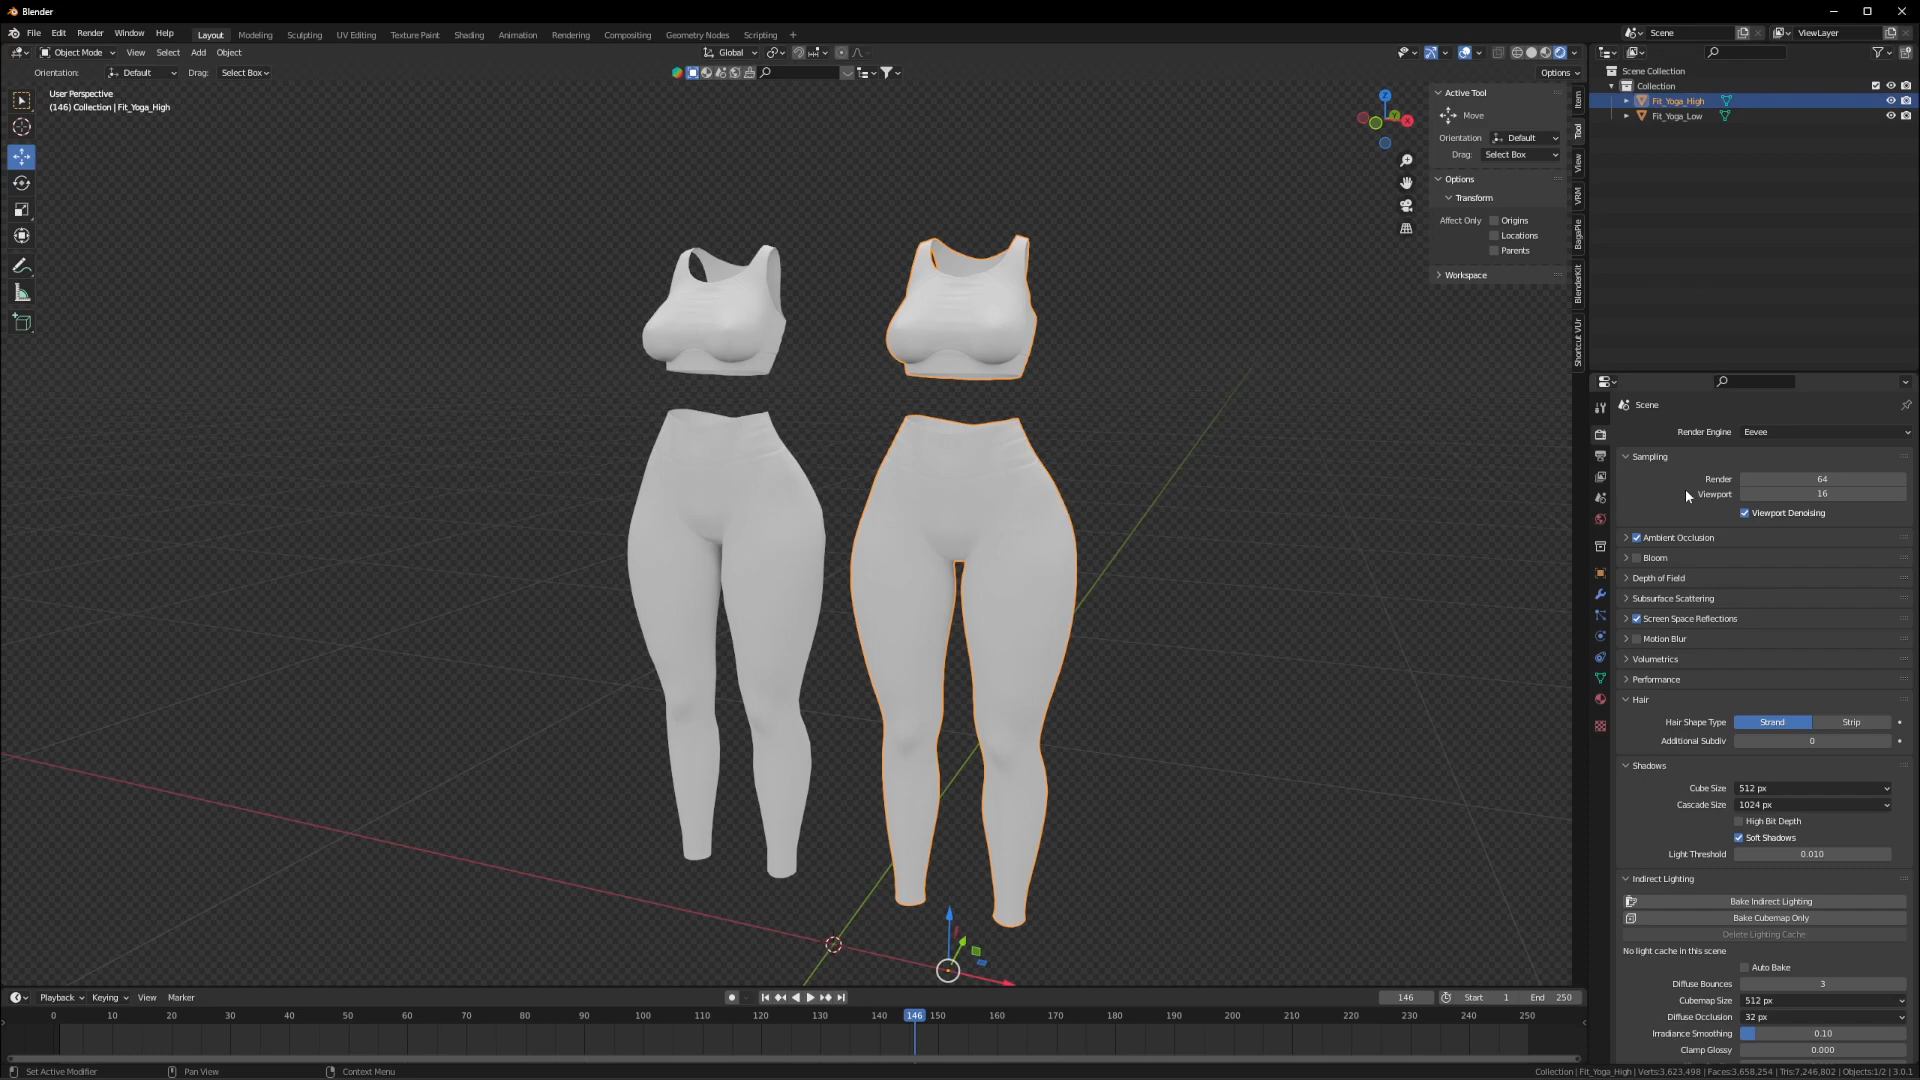 Blender
File Edit Render Window Help
Layout Modeling Sculpting UV Editing Texture Paint Shading Animation Rendering Compositing Geometry Nodes Scripting +
Scene
ViewLayer
Object Mode View Select Add Object
Global
Orientation: Default Drag: Select Box
Options
User Perspective
(146) Collection | Fit_Yoga_High
Z
Y
X
Active Tool
Move
Orientation Default
Drag: Select Box
Options
Transform
Affect Only Origins
Locations
Parents
Workspace
Item
Tool
View
VRM
BagaPie
BlenderKit
Shortcut VUr
Scene Collection
Collection
Fit_Yoga_High
Fit_Yoga_Low
Scene
Render Engine Eevee
Sampling
Render 64
Viewport 16
Viewport Denoising
Ambient Occlusion
Bloom
Depth of Field
Subsurface Scattering
Screen Space Reflections
Motion Blur
Volumetrics
Performance
Hair
Hair Shape Type Strand Strip
Additional Subdiv 0
Shadows
Cube Size 512 px
Cascade Size 1024 px
High Bit Depth
Soft Shadows
Light Threshold 0.010
Indirect Lighting
Bake Indirect Lighting
Bake Cubemap Only
Delete Lighting Cache
No light cache in this scene
Auto Bake
Diffuse Bounces 3
Cubemap Size 512 px
Diffuse Occlusion 32 px
Irradiance Smoothing 0.10
Clamp Glossy 0.000
Playback Keying View Marker
146 Start 1 End 250
0 10 20 30 40 50 60 70 80 90 100 110 120 130 140 146 150 160 170 180 190 200 210 220 230 240 250
Set Active Modifier Pan View Context Menu
Collection | Fit_Yoga_High | Verts:3,623,498 | Faces:3,658,254 | Tris:7,246,802 | Objects:1/2 | 3.0.1